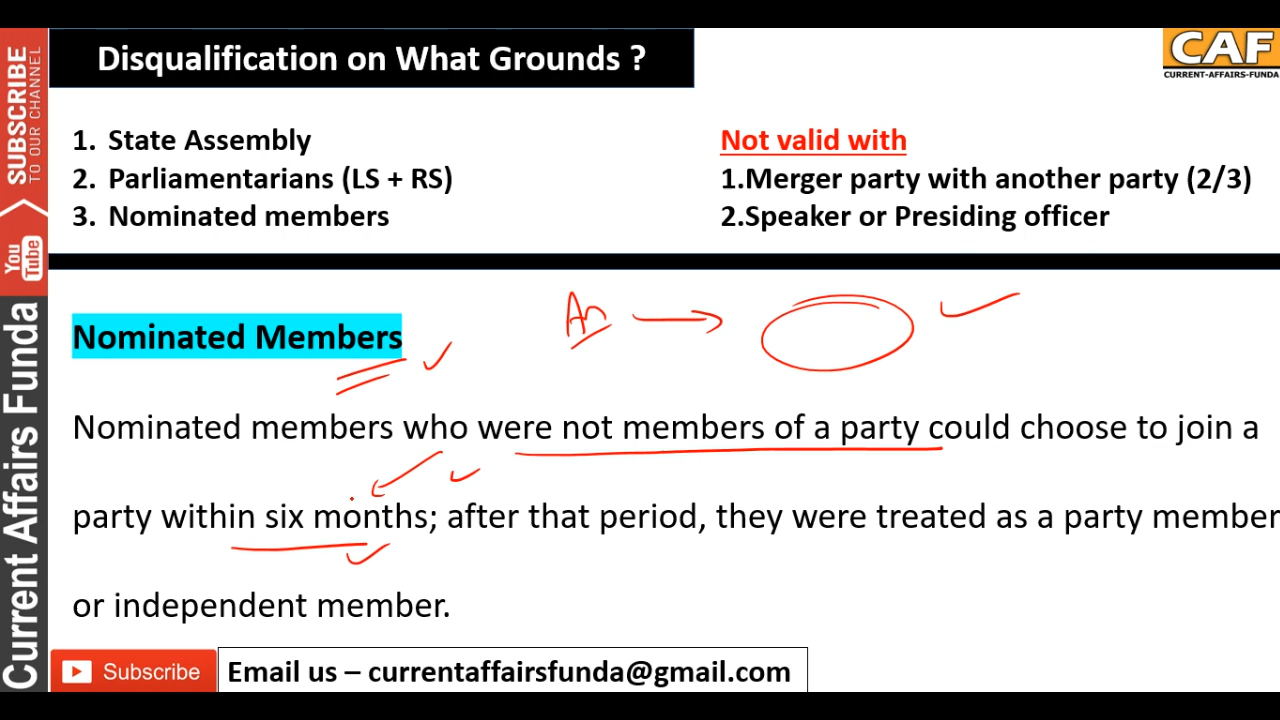 Disqualification on What Grounds ?
CAF
CURRENT-AFFAIRS-FUNDA
SUBSCRIBE
TO OUR CHANNEL
You Tube
Current Affairs Funda
1. State Assembly
2. Parliamentarians (LS + RS)
3. Nominated members
Not valid with
1.Merger party with another party (2/3)
2.Speaker or Presiding officer
Nominated Members
Nominated members who were not members of a party could choose to join a
party within six months; after that period, they were treated as a party member
or independent member.
Subscribe
Email us – currentaffairsfunda@gmail.com